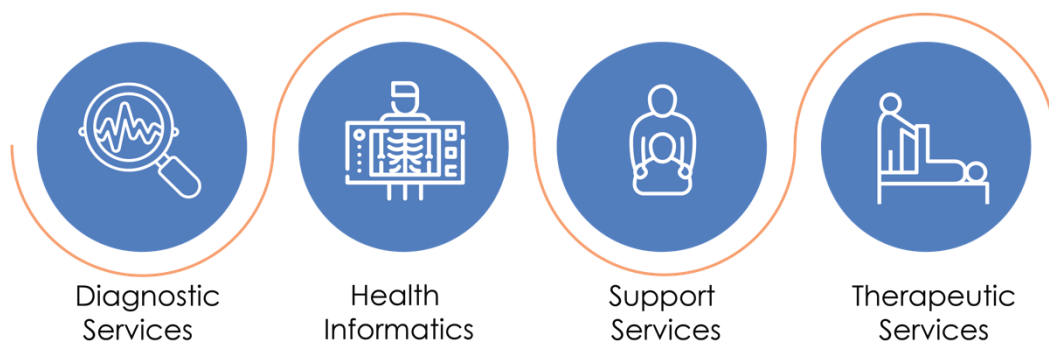 Diagnostic
Services
Health
Informatics
Support
Services
Therapeutic
Services